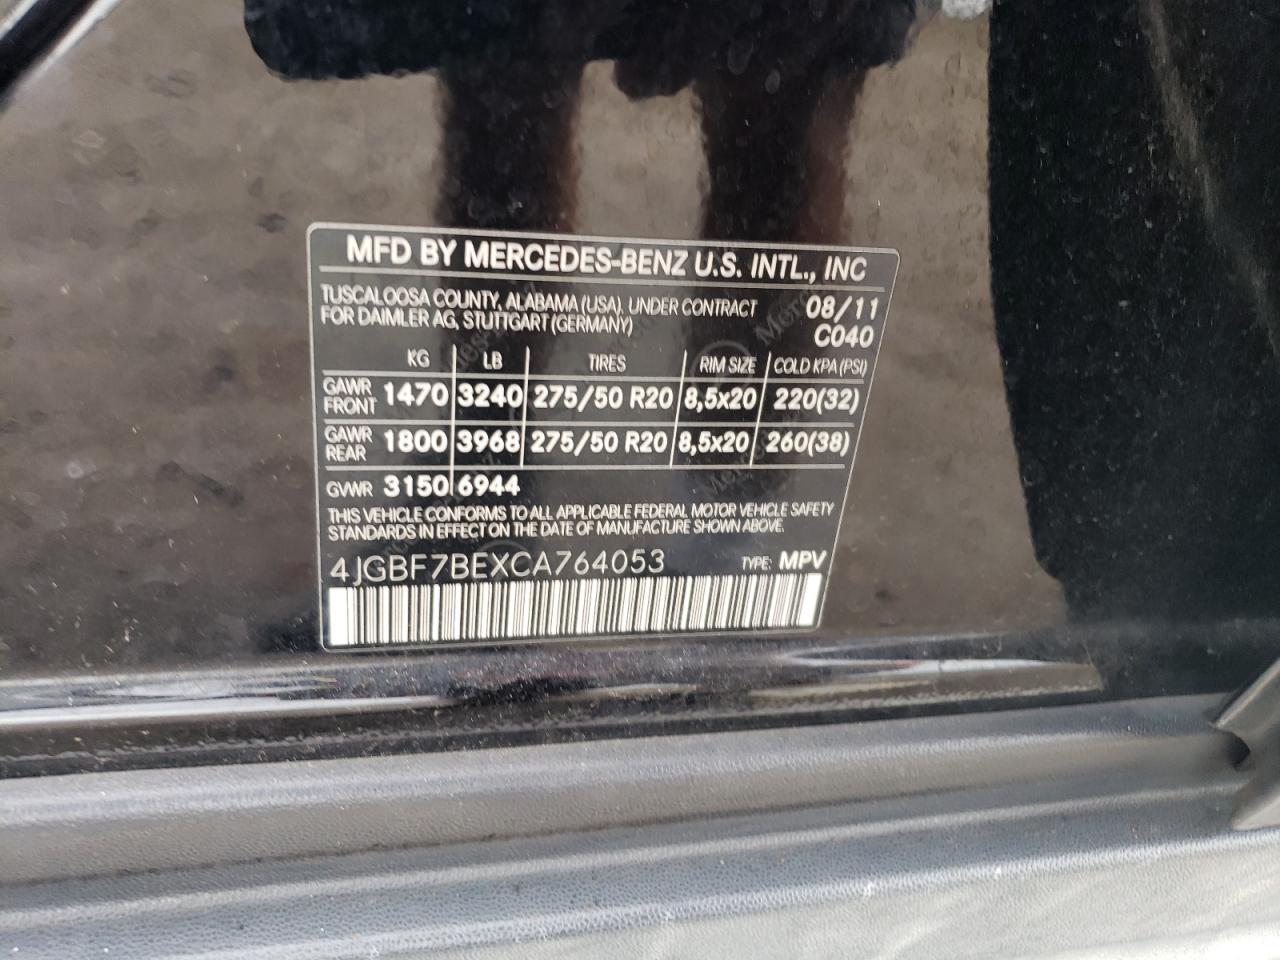 MFD BY MERCEDES-BENZ U.S. INTL., INC
TUSCALOOSA COUNTY, ALABAMA (USA). UNDER CONTRACT 08/11
FOR DAIMLER AG, STUTTGART (GERMANY) C040
KG LB TIRES RIM SIZE COLD KPA (PSI)
GAWR FRONT 1470 3240 275/50 R20 8,5x20 220(32)
GAWR REAR 1800 3968 275/50 R20 8,5x20 260(38)
GVWR 3150 6944
THIS VEHICLE CONFORMS TO ALL APPLICABLE FEDERAL MOTOR VEHICLE SAFETY
STANDARDS IN EFFECT ON THE DATE OF MANUFACTURE SHOWN ABOVE.
4JGBF7BEXCA764053 TYPE: MPV